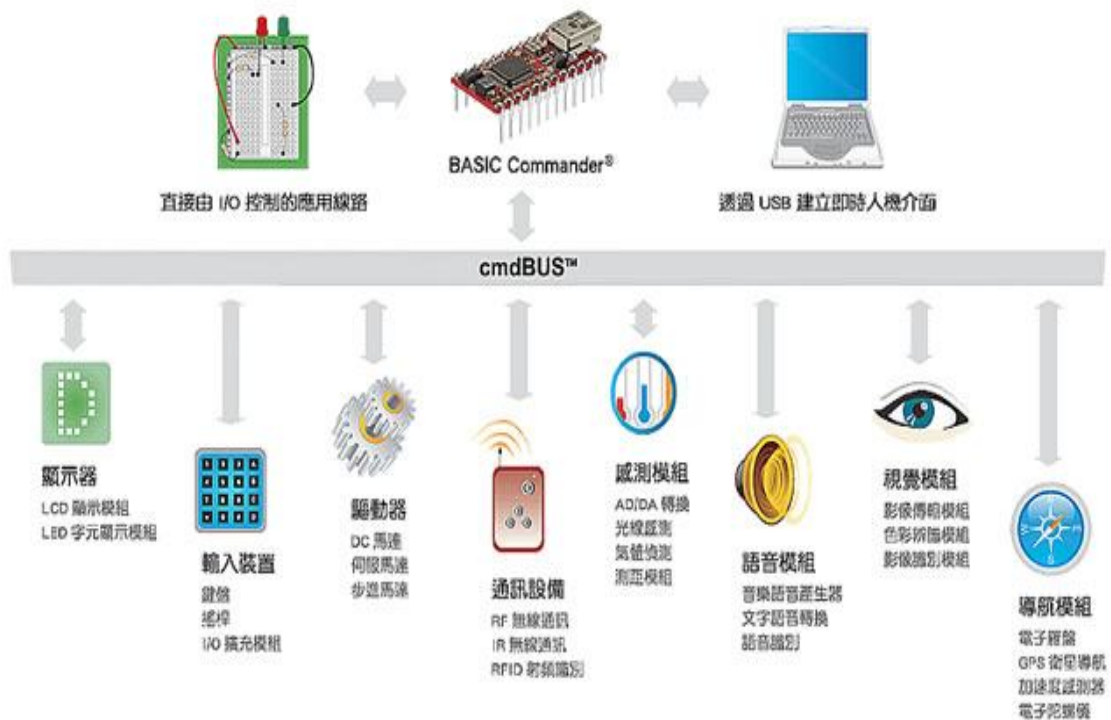 BASIC Commander®
直接由 I/O 控制的應用線路
透過 USB 建立即時人機介面
cmdBUS™
顯示器
LCD 顯示模組
LED 字元顯示模組
輸入裝置
鍵盤
搖桿
I/O 擴充模組
驅動器
DC 馬達
伺服馬達
步進馬達
通訊設備
RF 無線通訊
IR 無線通訊
RFID 射頻識別
感測模組
AD/DA 轉換
光線感測
氣體偵測
測距模組
語音模組
音樂語音產生器
文字語音轉換
語音識別
視覺模組
影像傳輸模組
色彩辨識模組
影像識別模組
導航模組
電子羅盤
GPS 衛星導航
加速度感測器
電子陀螺儀